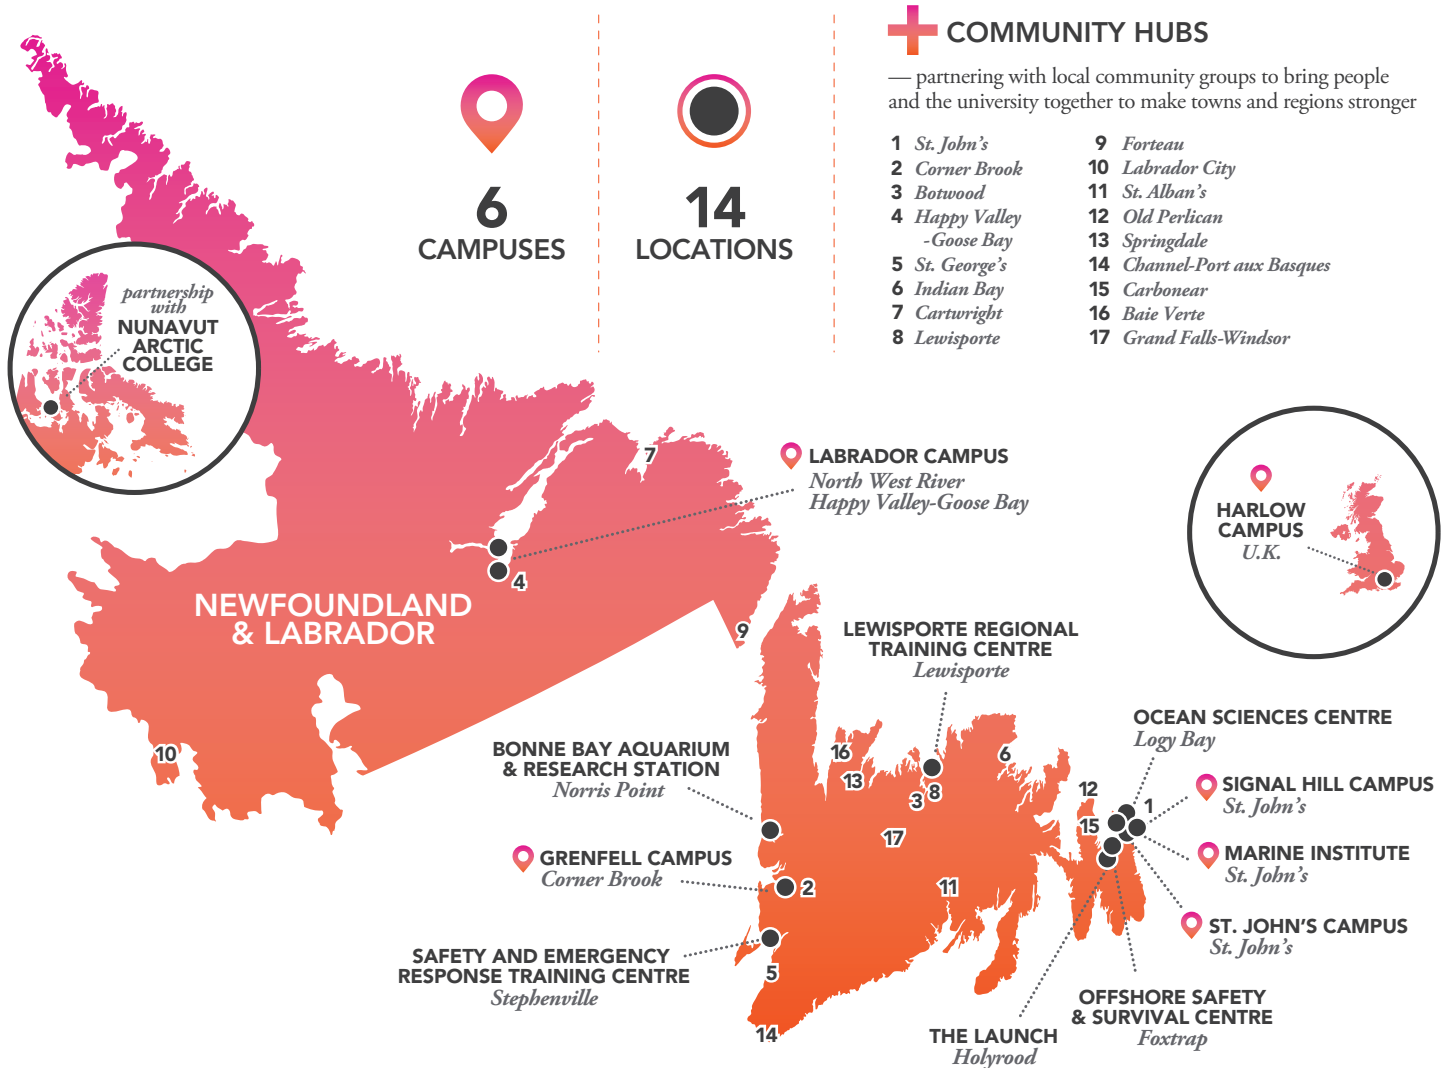 6
CAMPUSES
14
LOCATIONS
COMMUNITY HUBS
— partnering with local community groups to bring people
and the university together to make towns and regions stronger
1 St. John's
2 Corner Brook
3 Botwood
4 Happy Valley
-Goose Bay
5 St. George's
6 Indian Bay
7 Cartwright
8 Lewisporte
9 Forteau
10 Labrador City
11 St. Alban's
12 Old Perlican
13 Springdale
14 Channel-Port aux Basques
15 Carbonear
16 Baie Verte
17 Grand Falls-Windsor
partnership
with
NUNAVUT
ARCTIC
COLLEGE
7
LABRADOR CAMPUS
North West River
Happy Valley-Goose Bay
HARLOW
CAMPUS
U.K.
4
NEWFOUNDLAND
& LABRADOR
9
LEWISPORTE REGIONAL
TRAINING CENTRE
Lewisporte
OCEAN SCIENCES CENTRE
Logy Bay
10
BONNE BAY AQUARIUM
& RESEARCH STATION
Norris Point
16
13
3
8
6
12
1
15
17
SIGNAL HILL CAMPUS
St. John's
GRENFELL CAMPUS
Corner Brook
2
11
MARINE INSTITUTE
St. John's
ST. JOHN'S CAMPUS
St. John's
SAFETY AND EMERGENCY
RESPONSE TRAINING CENTRE
Stephenville
5
14
OFFSHORE SAFETY
& SURVIVAL CENTRE
Foxtrap
THE LAUNCH
Holyrood